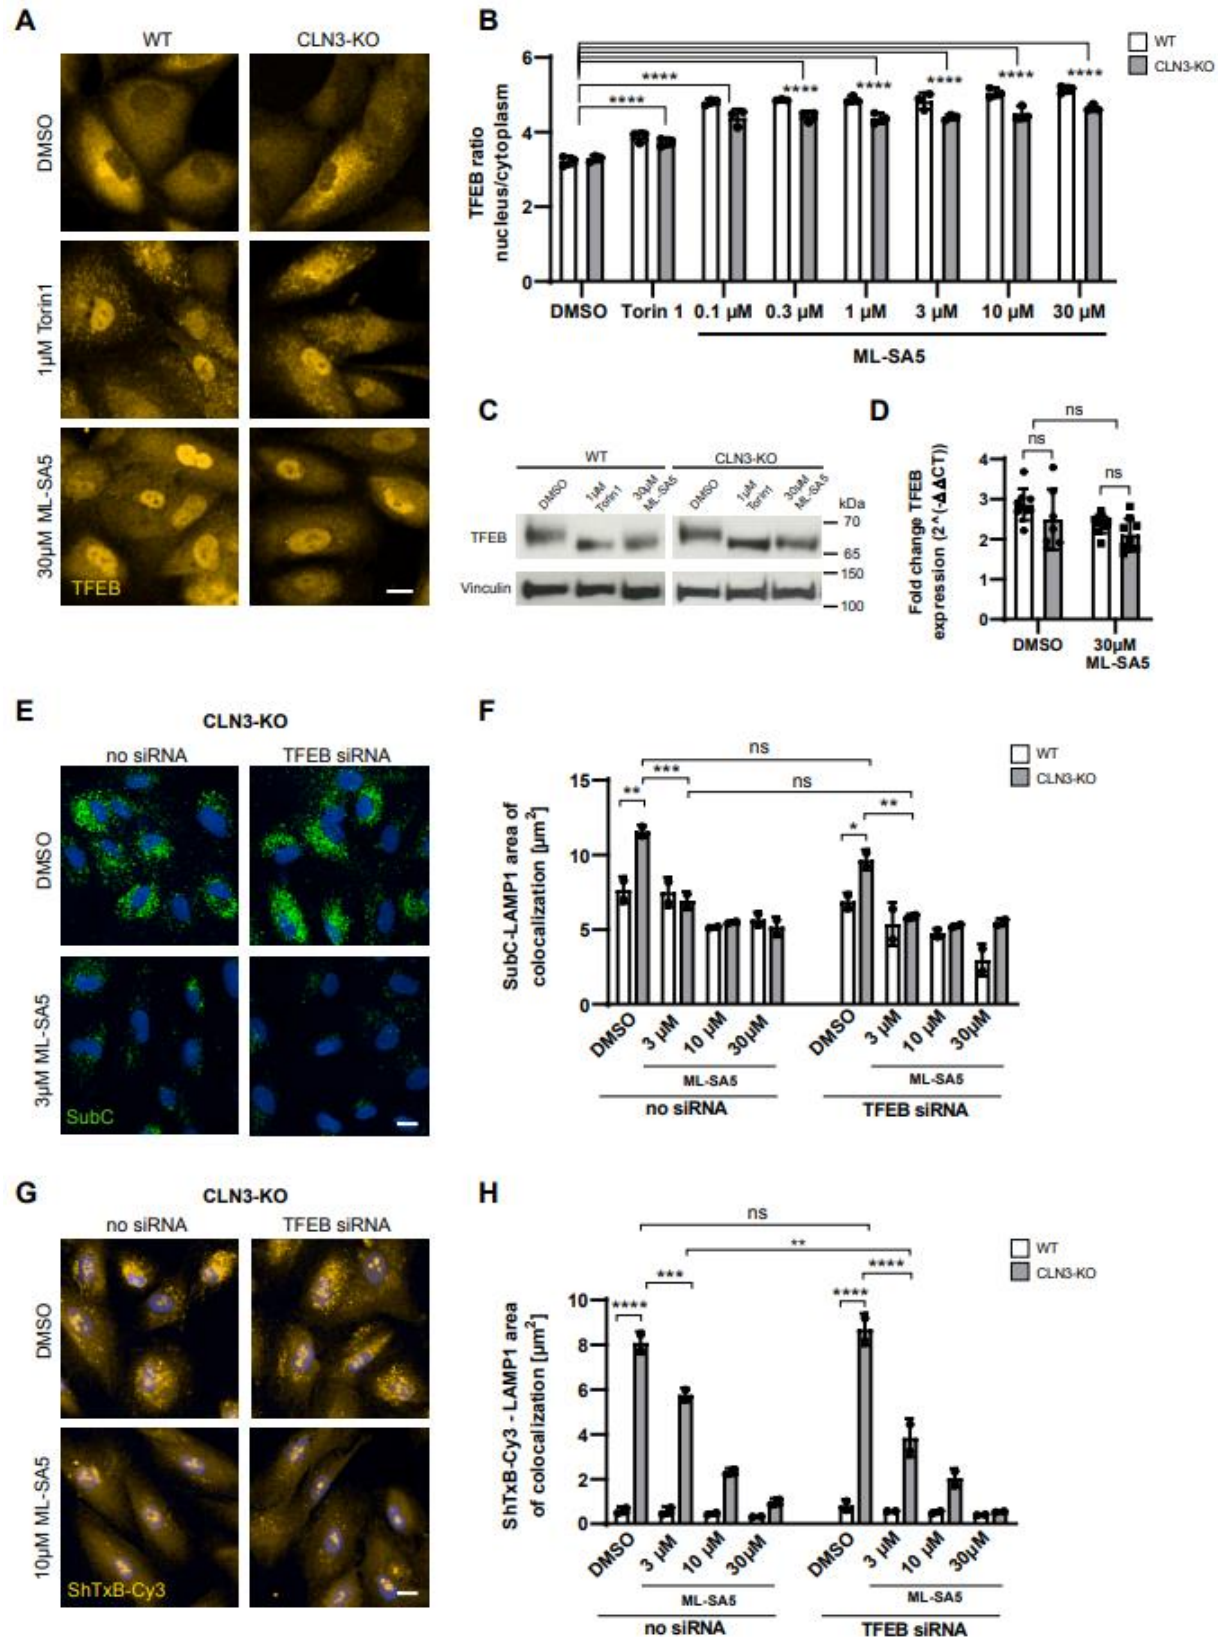 A
WT
CLN3-KO
DMSO
1µM Torin1
30µM ML-SA5
TFEB
B
WT
CLN3-KO
TFEB ratio
nucleus/cytoplasm
6
4
2
0
****
****
****
****
****
****
****
DMSO
Torin 1
0.1 µM
0.3 µM
1 µM
3 µM
10 µM
30 µM
ML-SA5
C
WT
CLN3-KO
DMSO
1µM
Torin1
30µM
ML-SA5
DMSO
1µM
Torin1
30µM
ML-SA5
kDa
TFEB
70
65
Vinculin
150
100
D
Fold change TFEB
expression (2^(-ΔΔCT))
4
3
2
1
0
ns
ns
ns
DMSO
30µM
ML-SA5
E
CLN3-KO
no siRNA
TFEB siRNA
DMSO
3µM ML-SA5
SubC
F
WT
CLN3-KO
SubC-LAMP1 area of
colocalization [µm²]
15
10
5
0
ns
***
ns
**
**
*
DMSO
3 µM
10 µM
30µM
DMSO
3 µM
10 µM
30µM
ML-SA5
ML-SA5
no siRNA
TFEB siRNA
G
CLN3-KO
no siRNA
TFEB siRNA
DMSO
10µM ML-SA5
ShTxB-Cy3
H
WT
CLN3-KO
ShTxB-Cy3 - LAMP1 area
of colocalization [µm²]
10
8
6
4
2
0
ns
**
***
****
****
****
DMSO
3 µM
10 µM
30µM
DMSO
3 µM
10 µM
30µM
ML-SA5
ML-SA5
no siRNA
TFEB siRNA